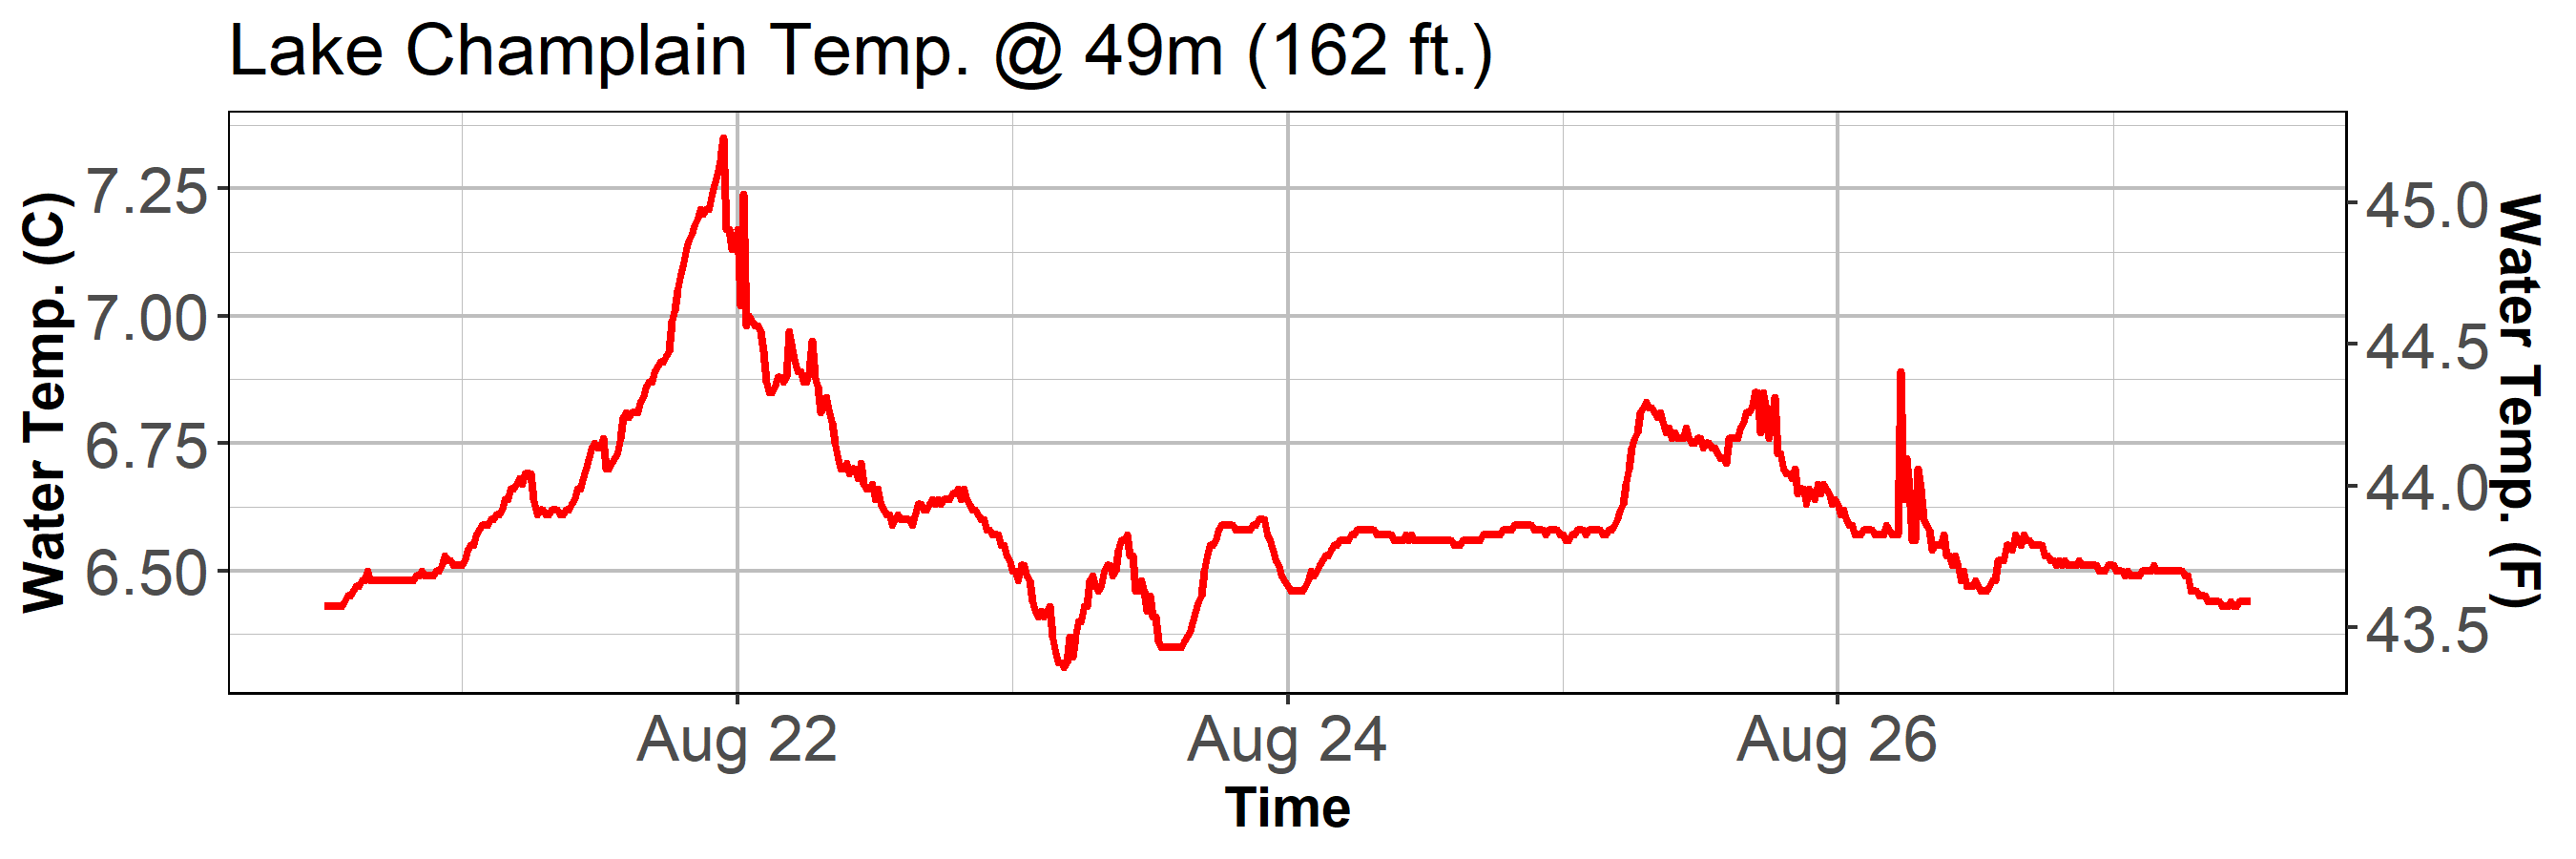 Lake Champlain Temp. @ 49m (162 ft.)
Water Temp. (C)
7.25
7.00
6.75
6.50
45.0
44.5
44.0
43.5
Water Temp. (F)
Aug 22
Aug 24
Aug 26
Time